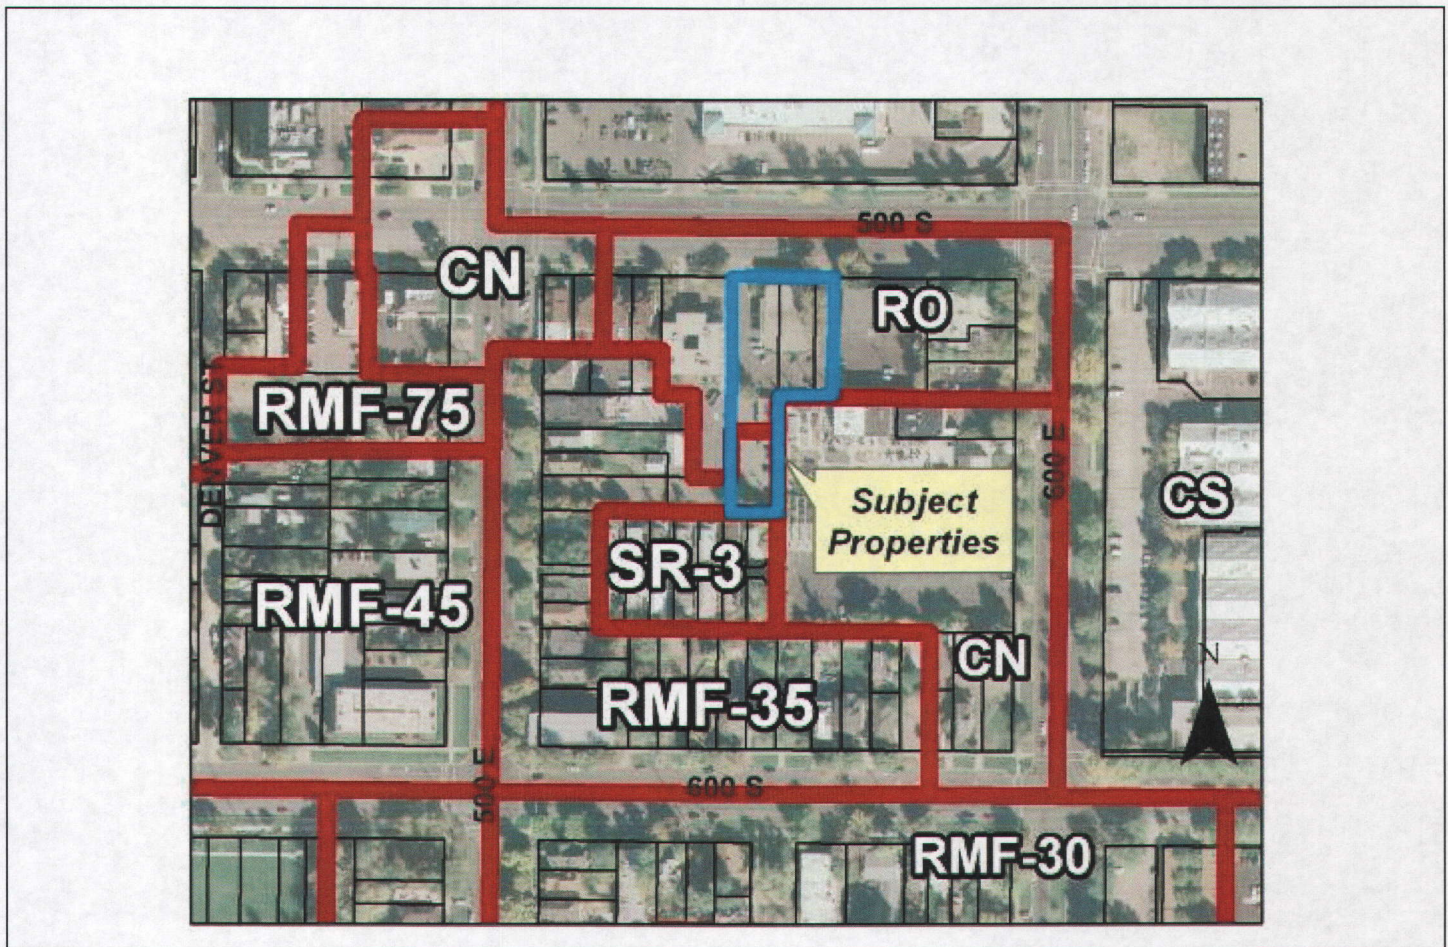 500 S
CN
RO
DENVER ST
RMF-75
600 E
CS
Subject
Properties
SR-3
RMF-45
CN
N
RMF-35
500 E
600 S
RMF-30